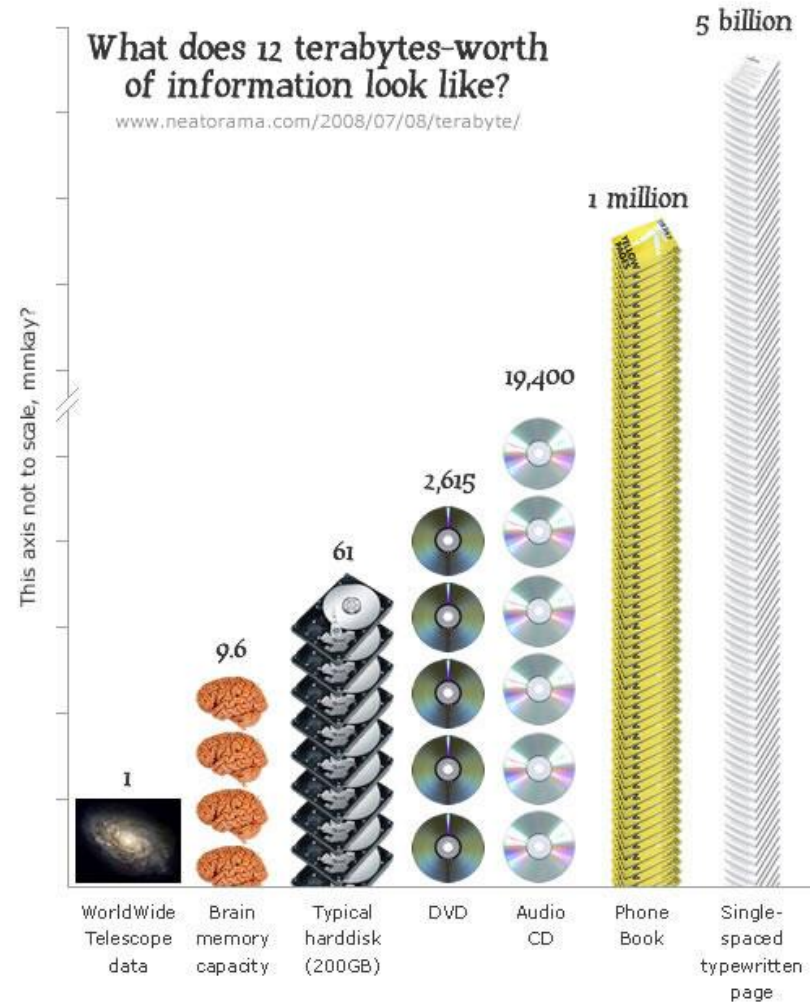 What does 12 terabytes-worth
of information look like?
www.neatorama.com/2008/07/08/terabyte/
This axis not to scale, mmkay?
1
9.6
61
2,615
19,400
1 million
5 billion
YELLOW
PAGES
WorldWide
Telescope
data
Brain
memory
capacity
Typical
harddisk
(200GB)
DVD
Audio
CD
Phone
Book
Single-
spaced
typewritten
page